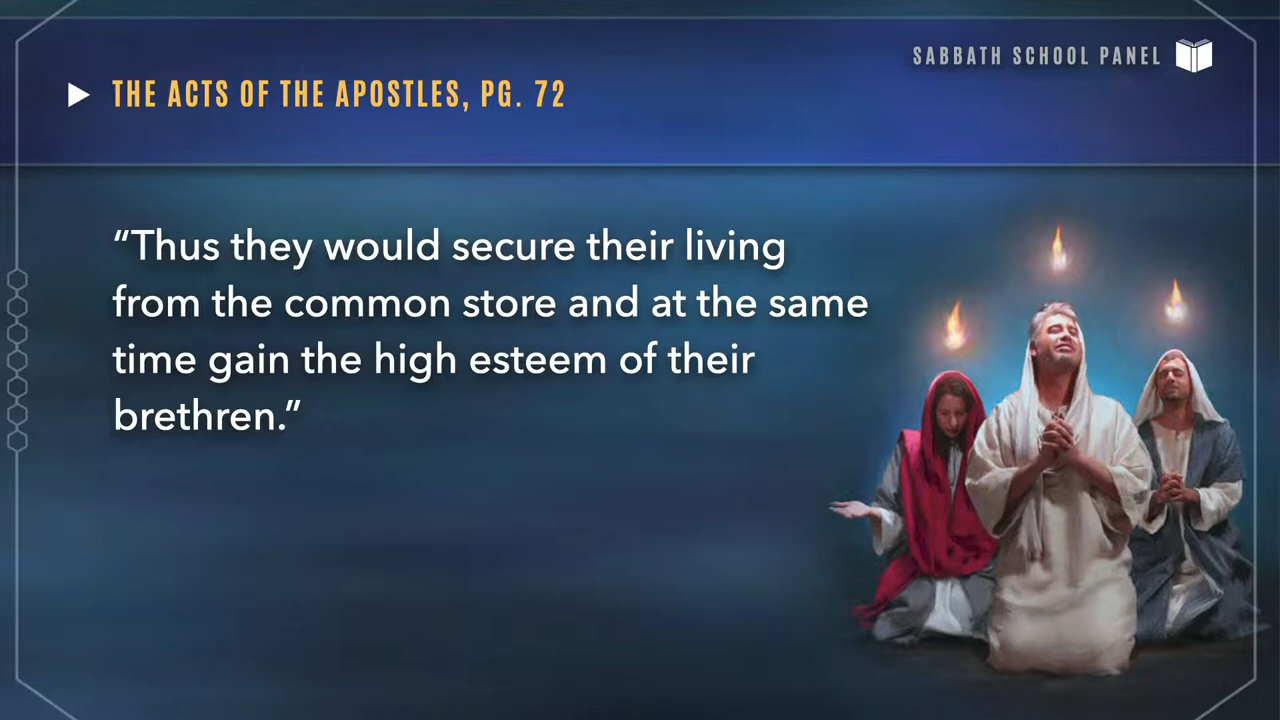 SABBATH SCHOOL PANEL
THE ACTS OF THE APOSTLES, PG. 72
“Thus they would secure their living
from the common store and at the same
time gain the high esteem of their
brethren.”